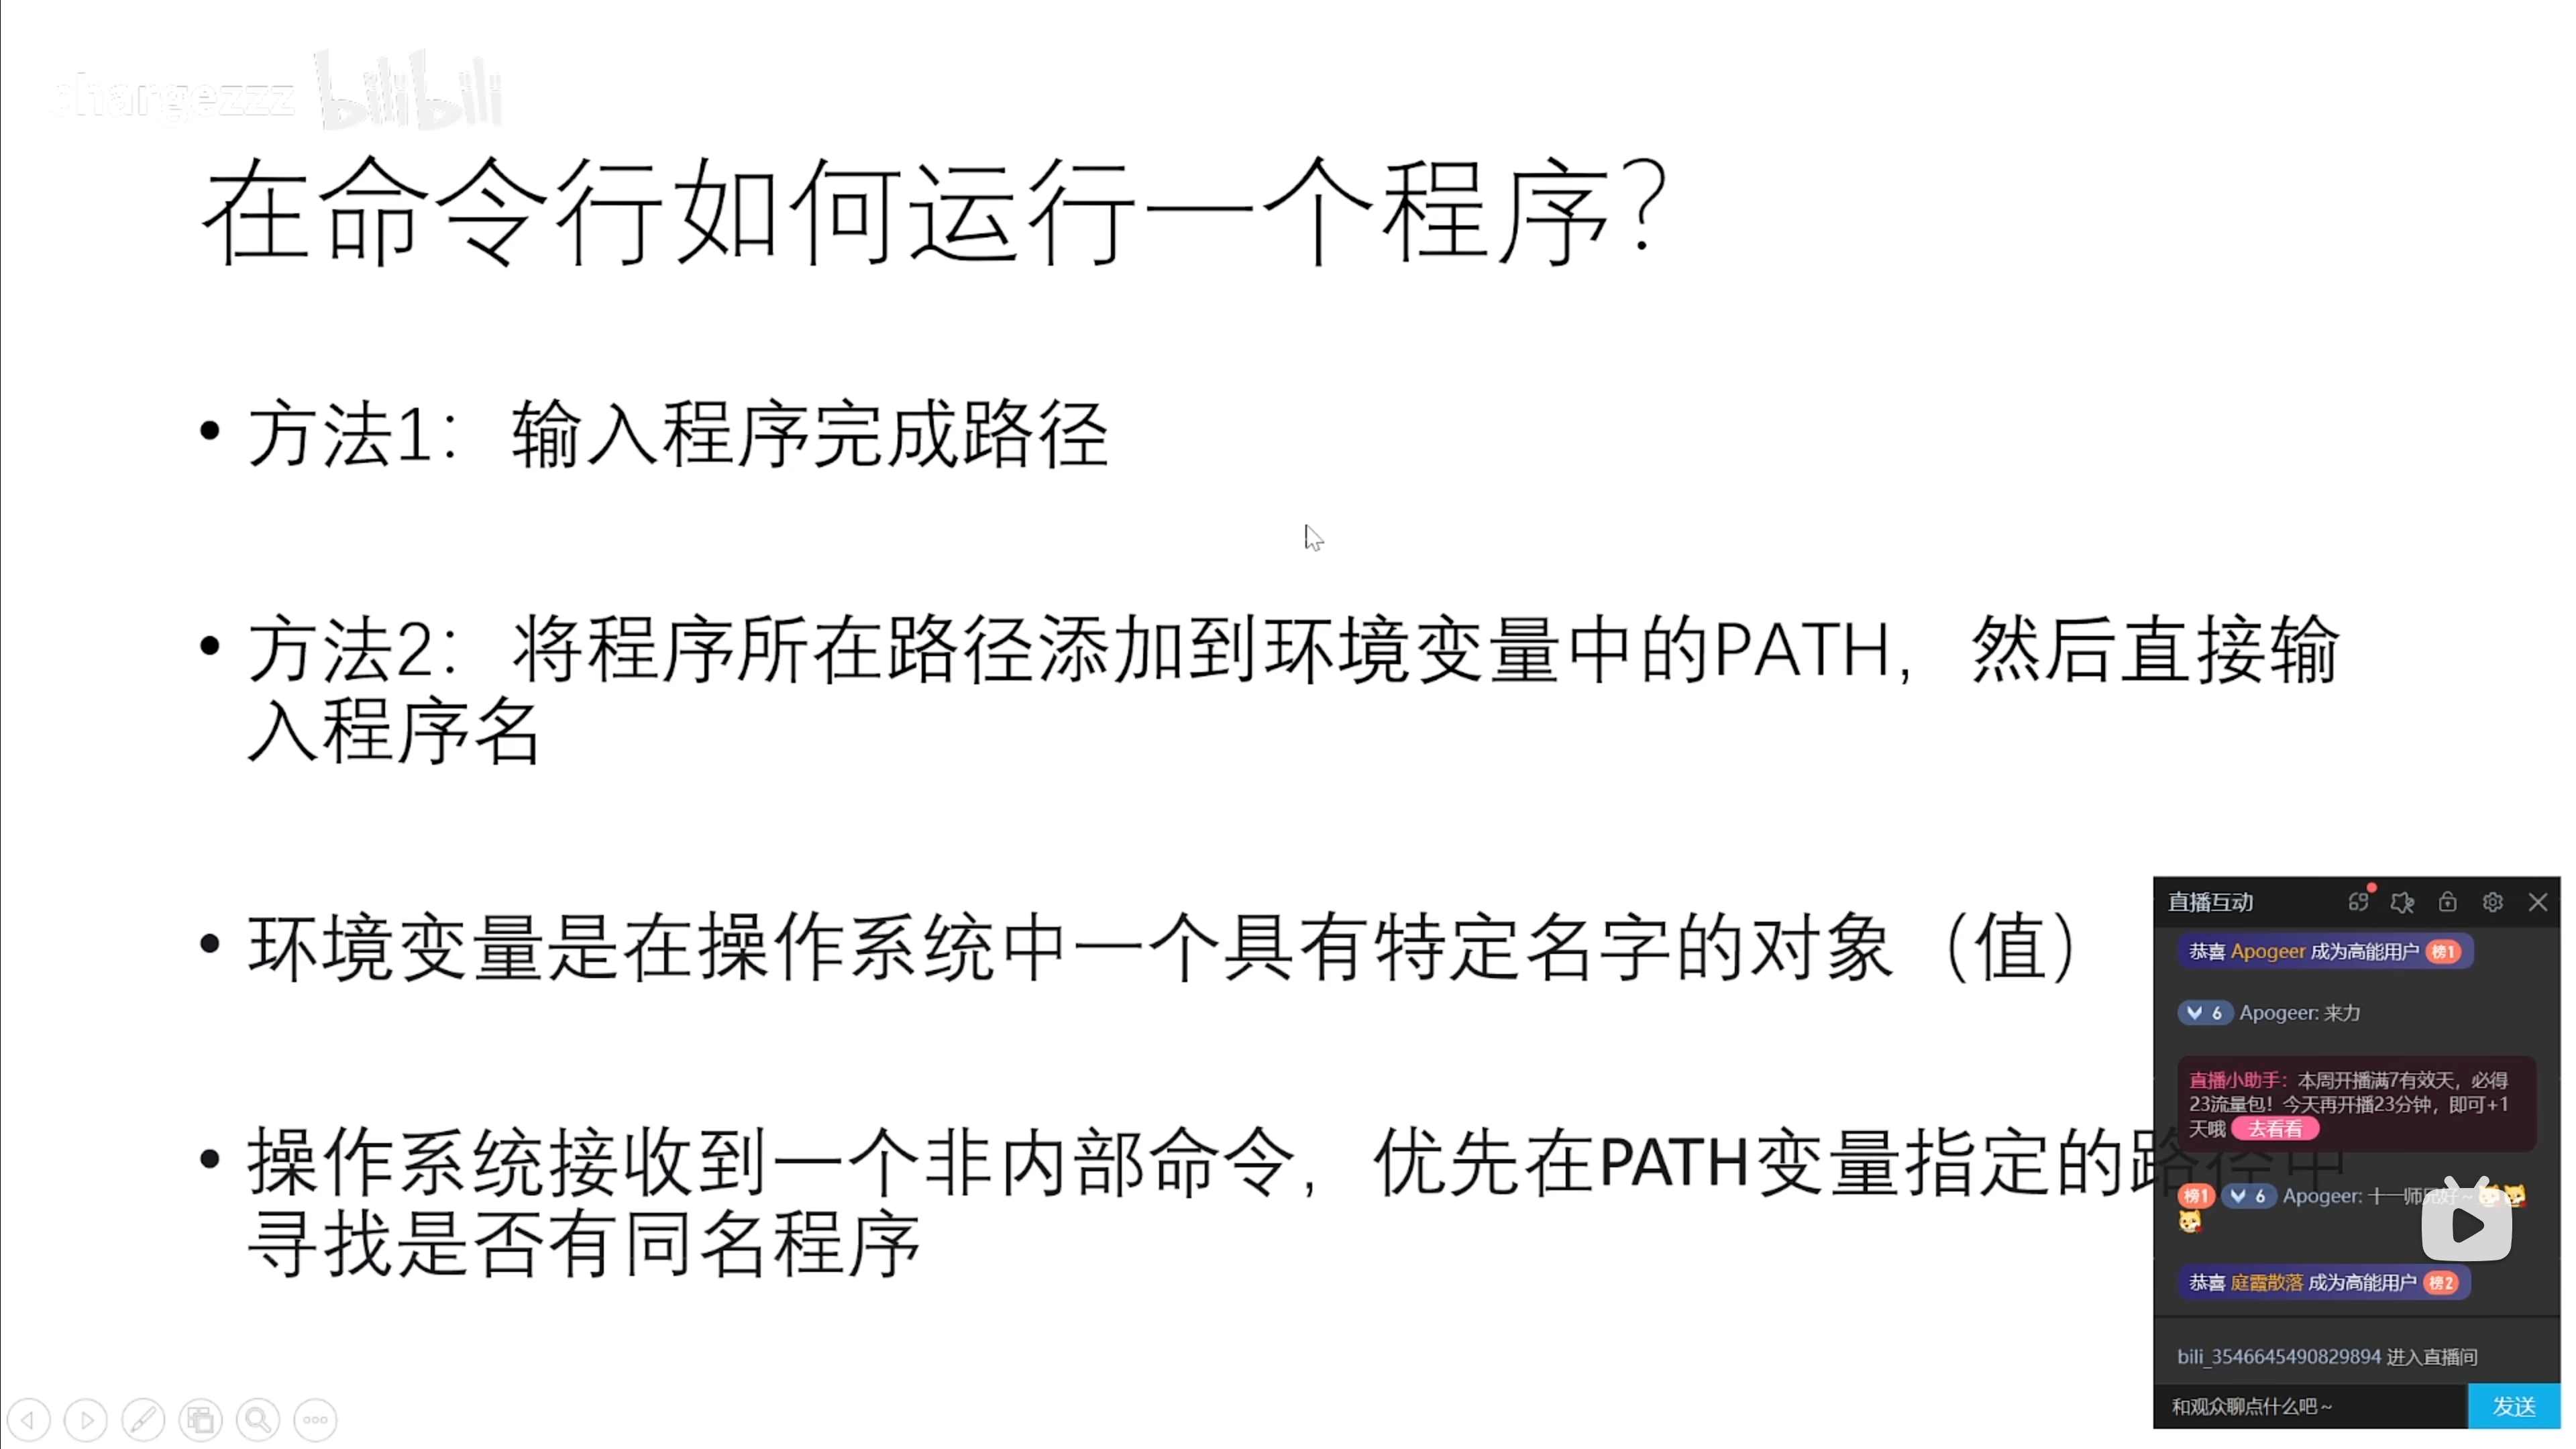 chargezzz bilibili
在命令行如何运行一个程序?
• 方法1：输入程序完成路径
• 方法2：将程序所在路径添加到环境变量中的PATH，然后直接输
入程序名
• 环境变量是在操作系统中一个具有特定名字的对象（值）
• 操作系统接收到一个非内部命令，优先在PATH变量指定的路径中
寻找是否有同名程序
直播互动
恭喜 Apogeer 成为高能用户 榜1
6 Apogeer: 来力
直播小助手：本周开播满7有效天，必得
23流量包！今天再开播23分钟，即可+1
天哦 去看看
榜1 6 Apogeer: 十一师兄好~
恭喜 庭霞散落 成为高能用户 榜2
bili_3546645490829894 进入直播间
和观众聊点什么吧~
发送